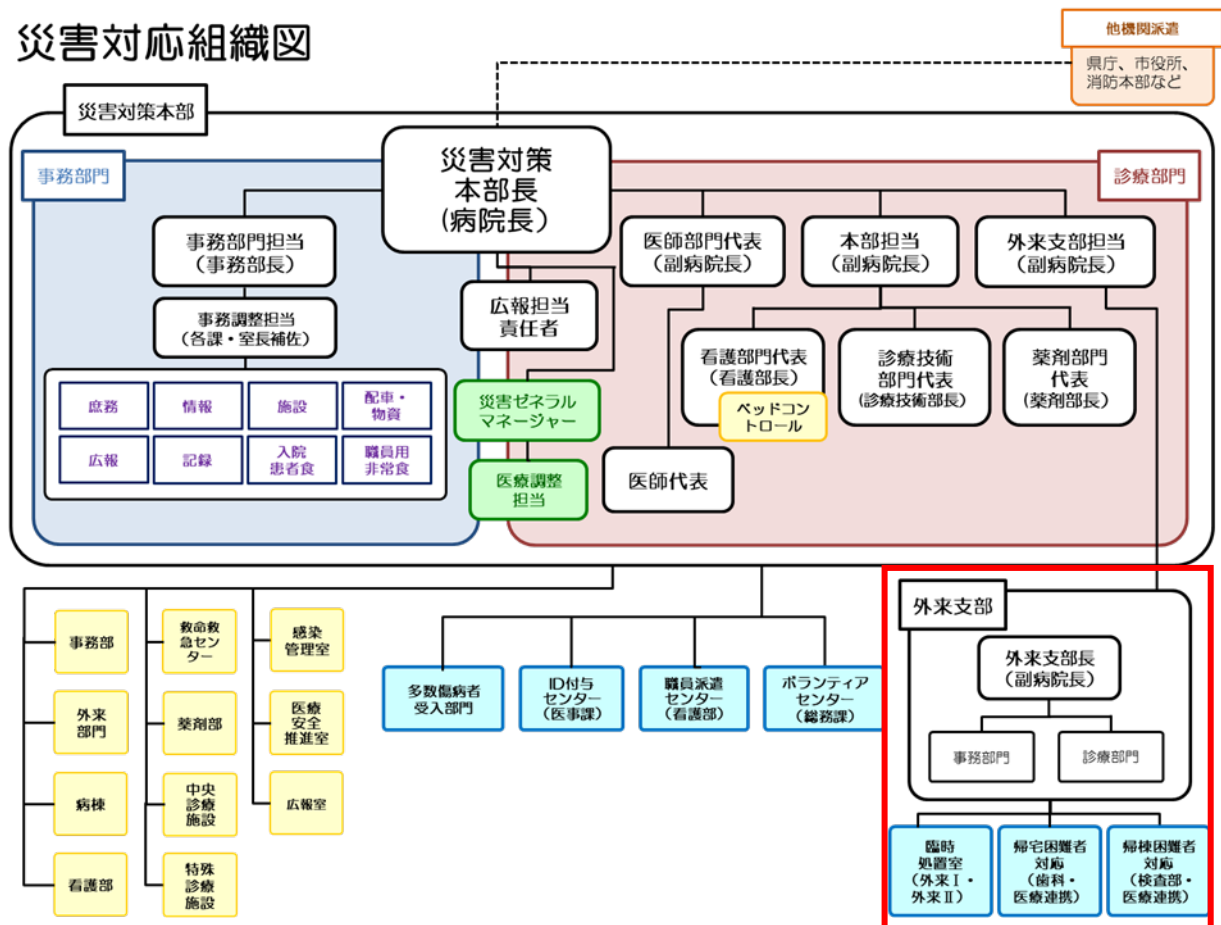 災害対応組織図
他機関派遣
県庁、市役所、
消防本部など
災害対策本部
事務部門
災害対策
本部長
(病院長)
診療部門
事務部門担当
(事務部長)
事務調整担当
(各課・室長補佐)
庶務
情報
施設
配車・
物資
広報
記録
入院
患者食
職員用
非常食
広報担当
責任者
災害ゼネラル
マネージャー
医療調整
担当
医師部門代表
(副病院長)
本部担当
(副病院長)
外来支部担当
(副病院長)
看護部門代表
(看護部長)
ベッドコン
トロール
診療技術
部門代表
(診療技術部長)
薬剤部門
代表
(薬剤部長)
医師代表
事務部
外来
部門
病棟
看護部
救命救
急セン
ター
薬剤部
中央
診療
施設
特殊
診療
施設
感染
管理室
医療
安全
推進室
広報室
多数傷病者
受入部門
ID付与
センター
(医事課)
職員派遣
センター
(看護部)
ボランティア
センター
(総務課)
外来支部
外来支部長
(副病院長)
事務部門
診療部門
臨時
処置室
(外来Ⅰ・
外来Ⅱ)
帰宅困難者
対応
(歯科・
医療連携)
帰棟困難者
対応
(検査部・
医療連携)